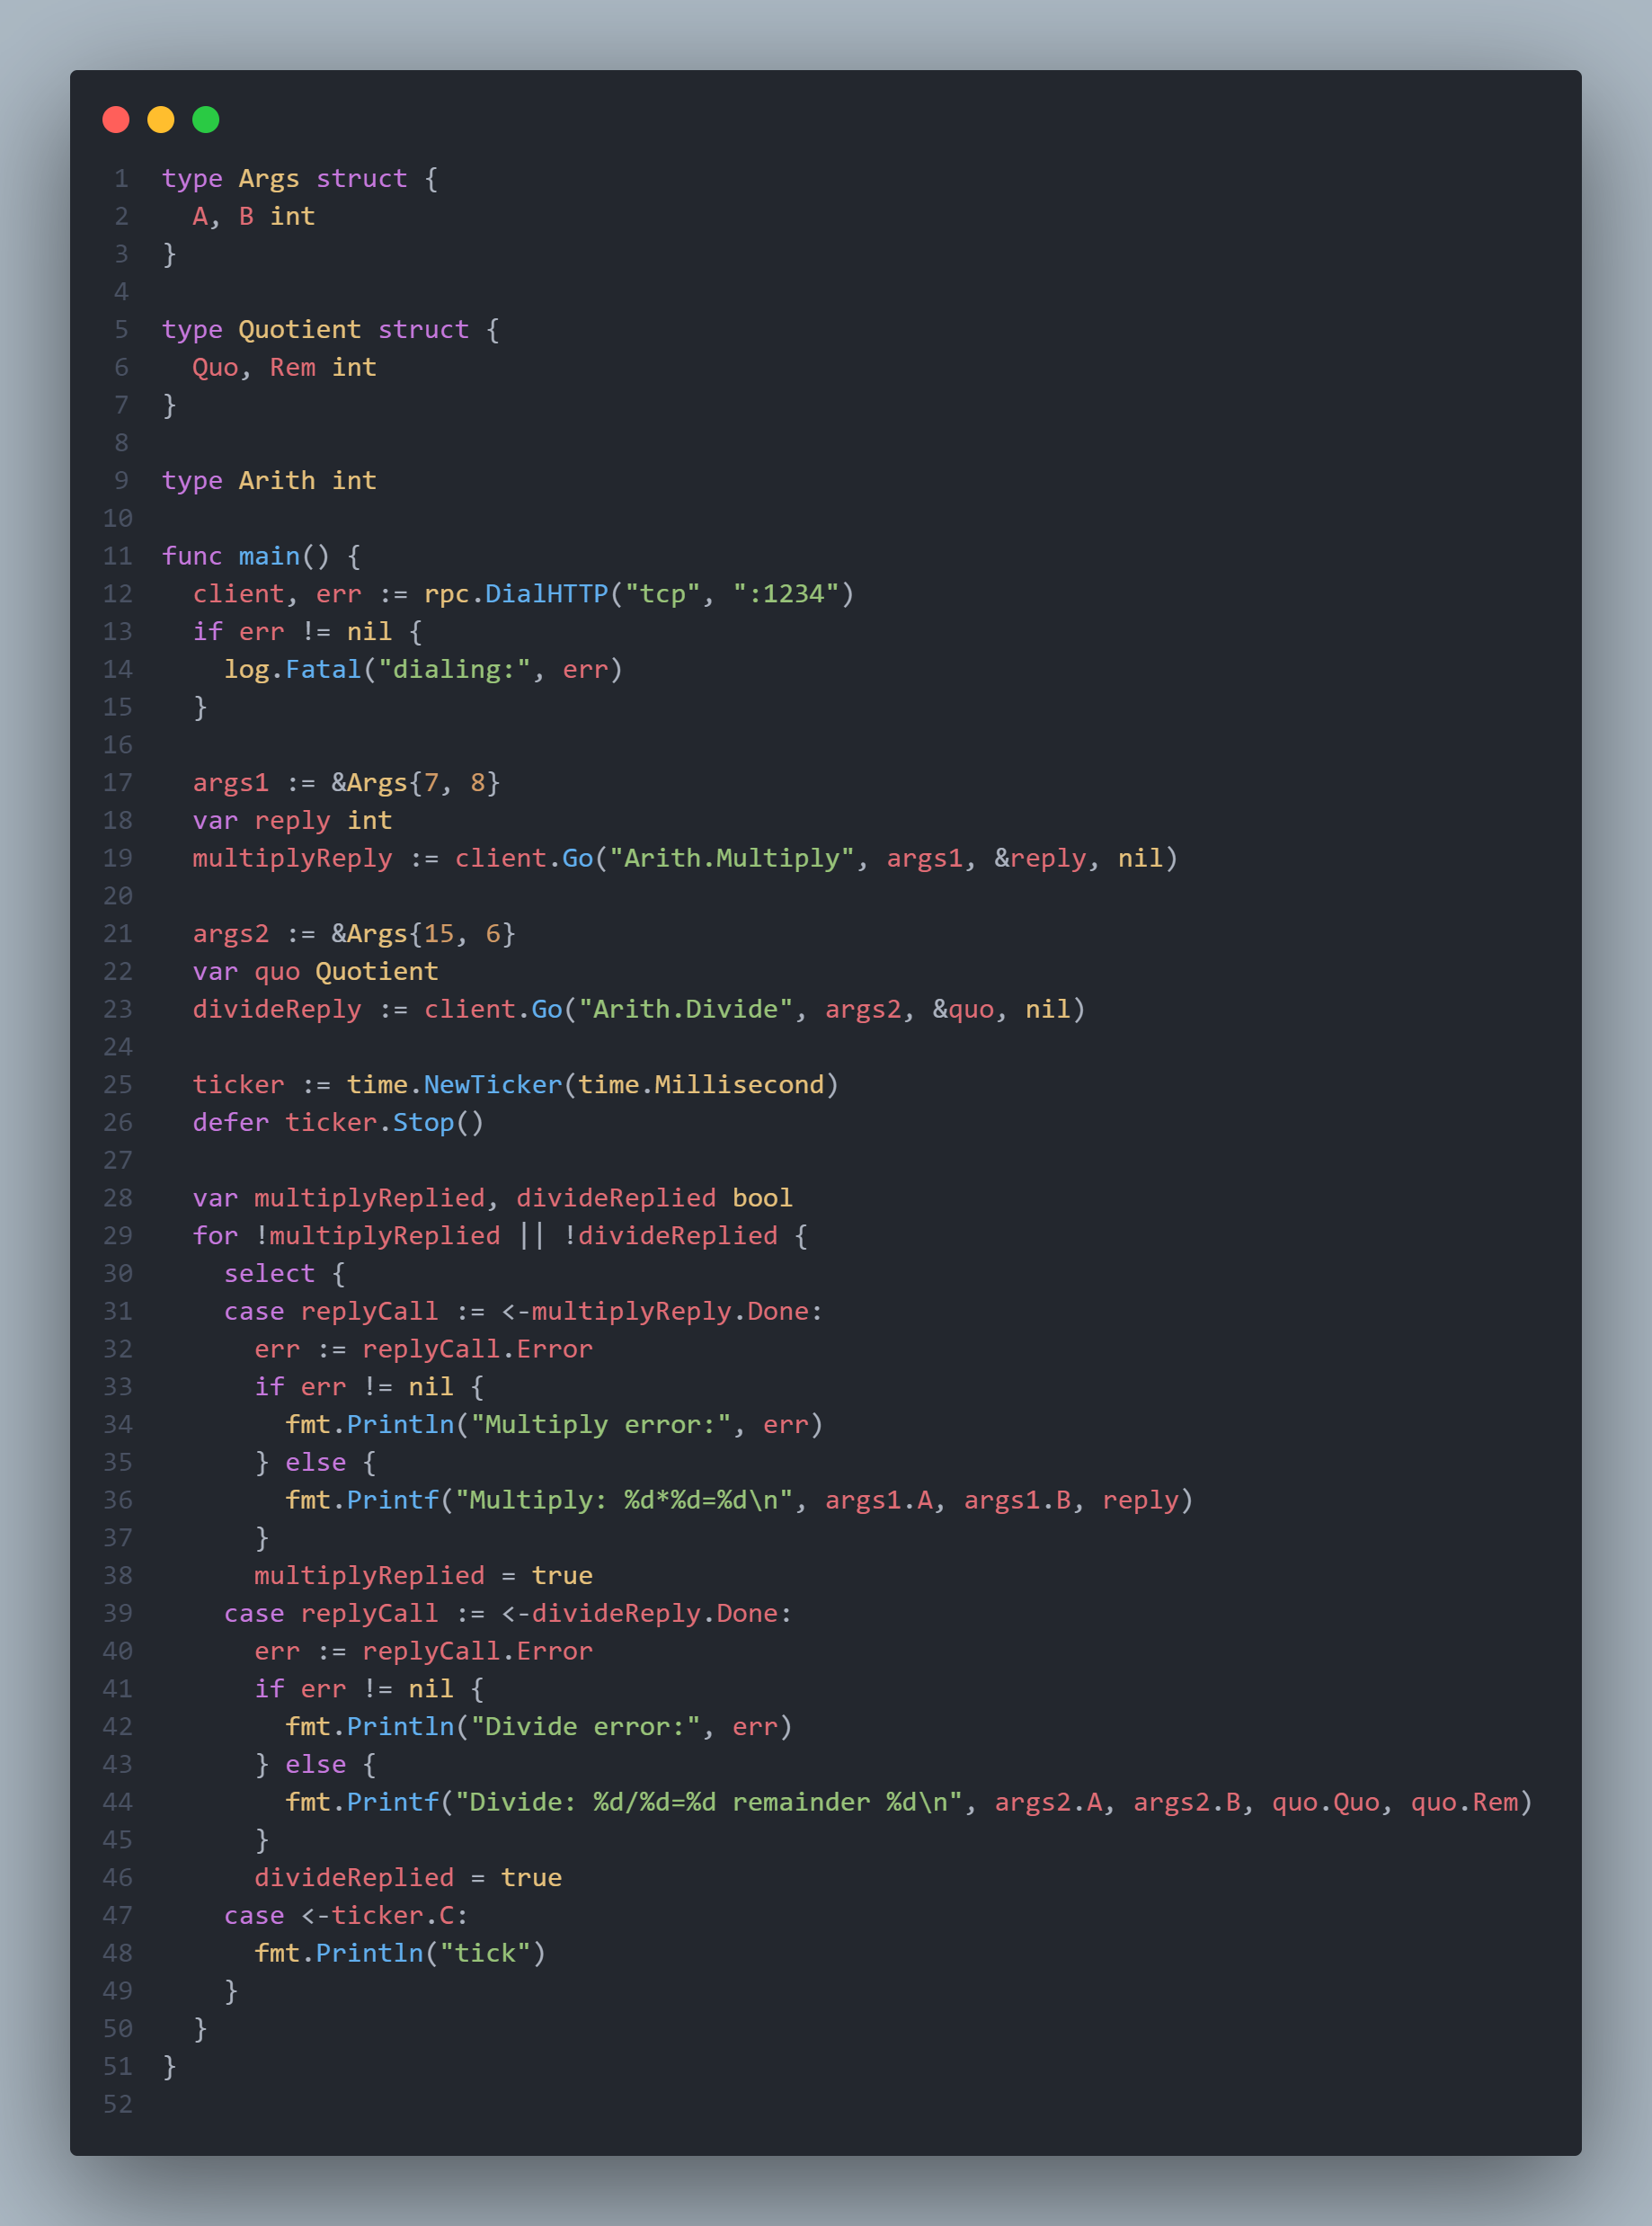 1 type Args struct {
2   A, B int
3 }
4
5 type Quotient struct {
6   Quo, Rem int
7 }
8
9 type Arith int
10
11 func main() {
12   client, err := rpc.DialHTTP("tcp", ":1234")
13   if err != nil {
14     log.Fatal("dialing:", err)
15   }
16
17   args1 := &Args{7, 8}
18   var reply int
19   multiplyReply := client.Go("Arith.Multiply", args1, &reply, nil)
20
21   args2 := &Args{15, 6}
22   var quo Quotient
23   divideReply := client.Go("Arith.Divide", args2, &quo, nil)
24
25   ticker := time.NewTicker(time.Millisecond)
26   defer ticker.Stop()
27
28   var multiplyReplied, divideReplied bool
29   for !multiplyReplied || !divideReplied {
30     select {
31     case replyCall := <-multiplyReply.Done:
32       err := replyCall.Error
33       if err != nil {
34         fmt.Println("Multiply error:", err)
35       } else {
36         fmt.Printf("Multiply: %d*%d=%d\n", args1.A, args1.B, reply)
37       }
38       multiplyReplied = true
39     case replyCall := <-divideReply.Done:
40       err := replyCall.Error
41       if err != nil {
42         fmt.Println("Divide error:", err)
43       } else {
44         fmt.Printf("Divide: %d/%d=%d remainder %d\n", args2.A, args2.B, quo.Quo, quo.Rem)
45       }
46       divideReplied = true
47     case <-ticker.C:
48       fmt.Println("tick")
49     }
50   }
51 }
52